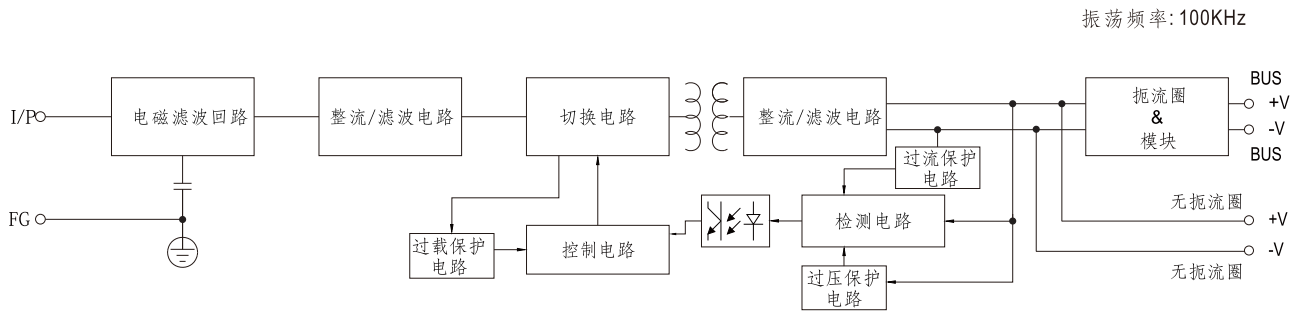 振荡频率: 100KHz
I/P
电磁滤波回路
整流/滤波电路
切换电路
整流/滤波电路
扼流圈
&
模块
BUS
+V
-V
BUS
过流保护
电路
FG
过载保护
电路
控制电路
检测电路
过压保护
电路
无扼流圈
+V
-V
无扼流圈